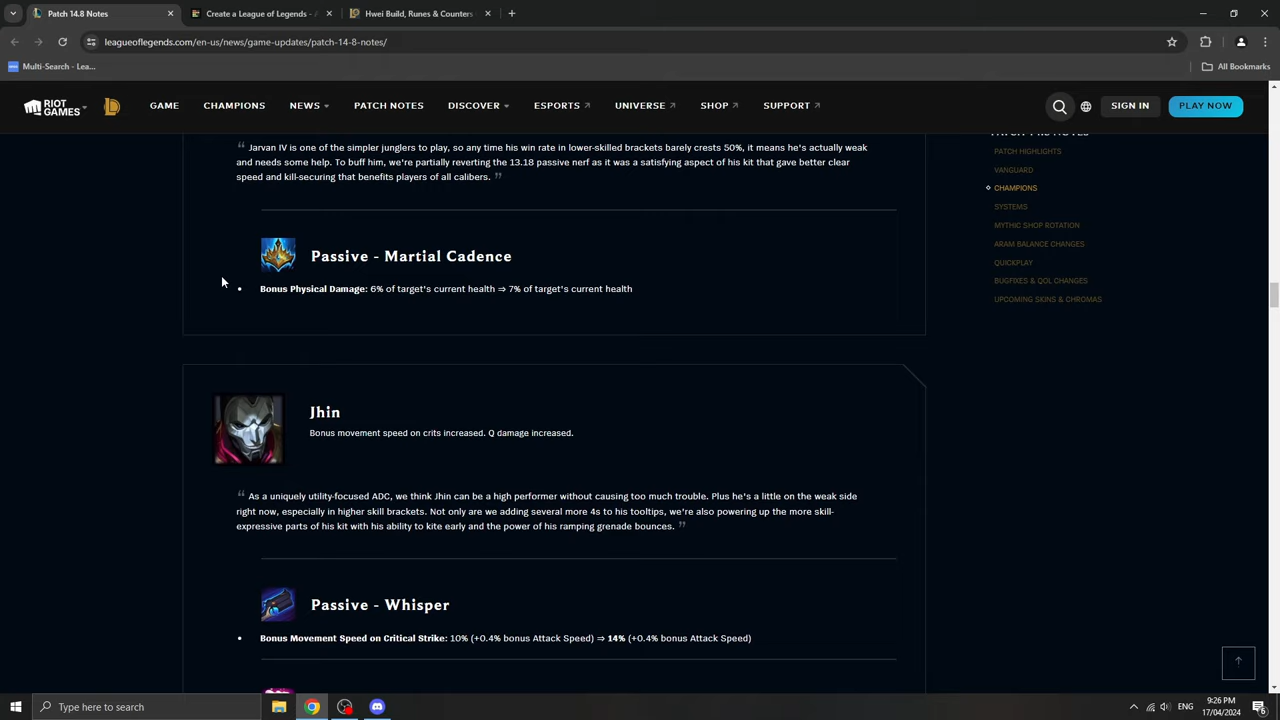 Patch 14.8 Notes
Create a League of Legends - A
Hwei Build, Runes & Counters
leagueoflegends.com/en-us/news/game-updates/patch-14-8-notes/
Multi-Search - Lea...
All Bookmarks
RIOT GAMES
GAME
CHAMPIONS
NEWS
PATCH NOTES
DISCOVER
ESPORTS
UNIVERSE
SHOP
SUPPORT
SIGN IN
PLAY NOW
PATCH HIGHLIGHTS
VANGUARD
CHAMPIONS
SYSTEMS
MYTHIC SHOP ROTATION
ARAM BALANCE CHANGES
QUICKPLAY
BUGFIXES & QOL CHANGES
UPCOMING SKINS & CHROMAS
“ Jarvan IV is one of the simpler junglers to play, so any time his win rate in lower-skilled brackets barely crests 50%, it means he's actually weak
and needs some help. To buff him, we're partially reverting the 13.18 passive nerf as it was a satisfying aspect of his kit that gave better clear
speed and kill-securing that benefits players of all calibers. ”
Passive - Martial Cadence
• Bonus Physical Damage: 6% of target's current health ⇒ 7% of target's current health
Jhin
Bonus movement speed on crits increased. Q damage increased.
“ As a uniquely utility-focused ADC, we think Jhin can be a high performer without causing too much trouble. Plus he's a little on the weak side
right now, especially in higher skill brackets. Not only are we adding several more 4s to his tooltips, we're also powering up the more skill-
expressive parts of his kit with his ability to kite early and the power of his ramping grenade bounces. ”
Passive - Whisper
• Bonus Movement Speed on Critical Strike: 10% (+0.4% bonus Attack Speed) ⇒ 14% (+0.4% bonus Attack Speed)
Type here to search
ENG
9:26 PM
17/04/2024